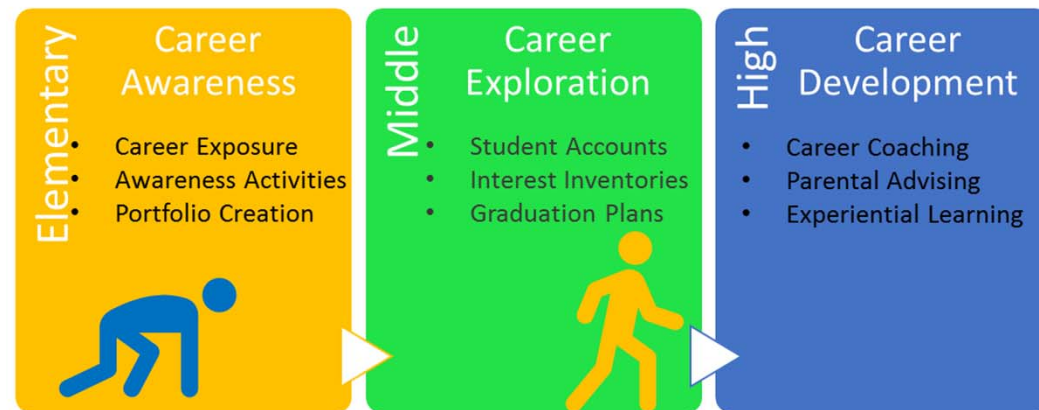 Elementary
Career
Awareness
• Career Exposure
• Awareness Activities
• Portfolio Creation
Middle
Career
Exploration
• Student Accounts
• Interest Inventories
• Graduation Plans
High
Career
Development
• Career Coaching
• Parental Advising
• Experiential Learning